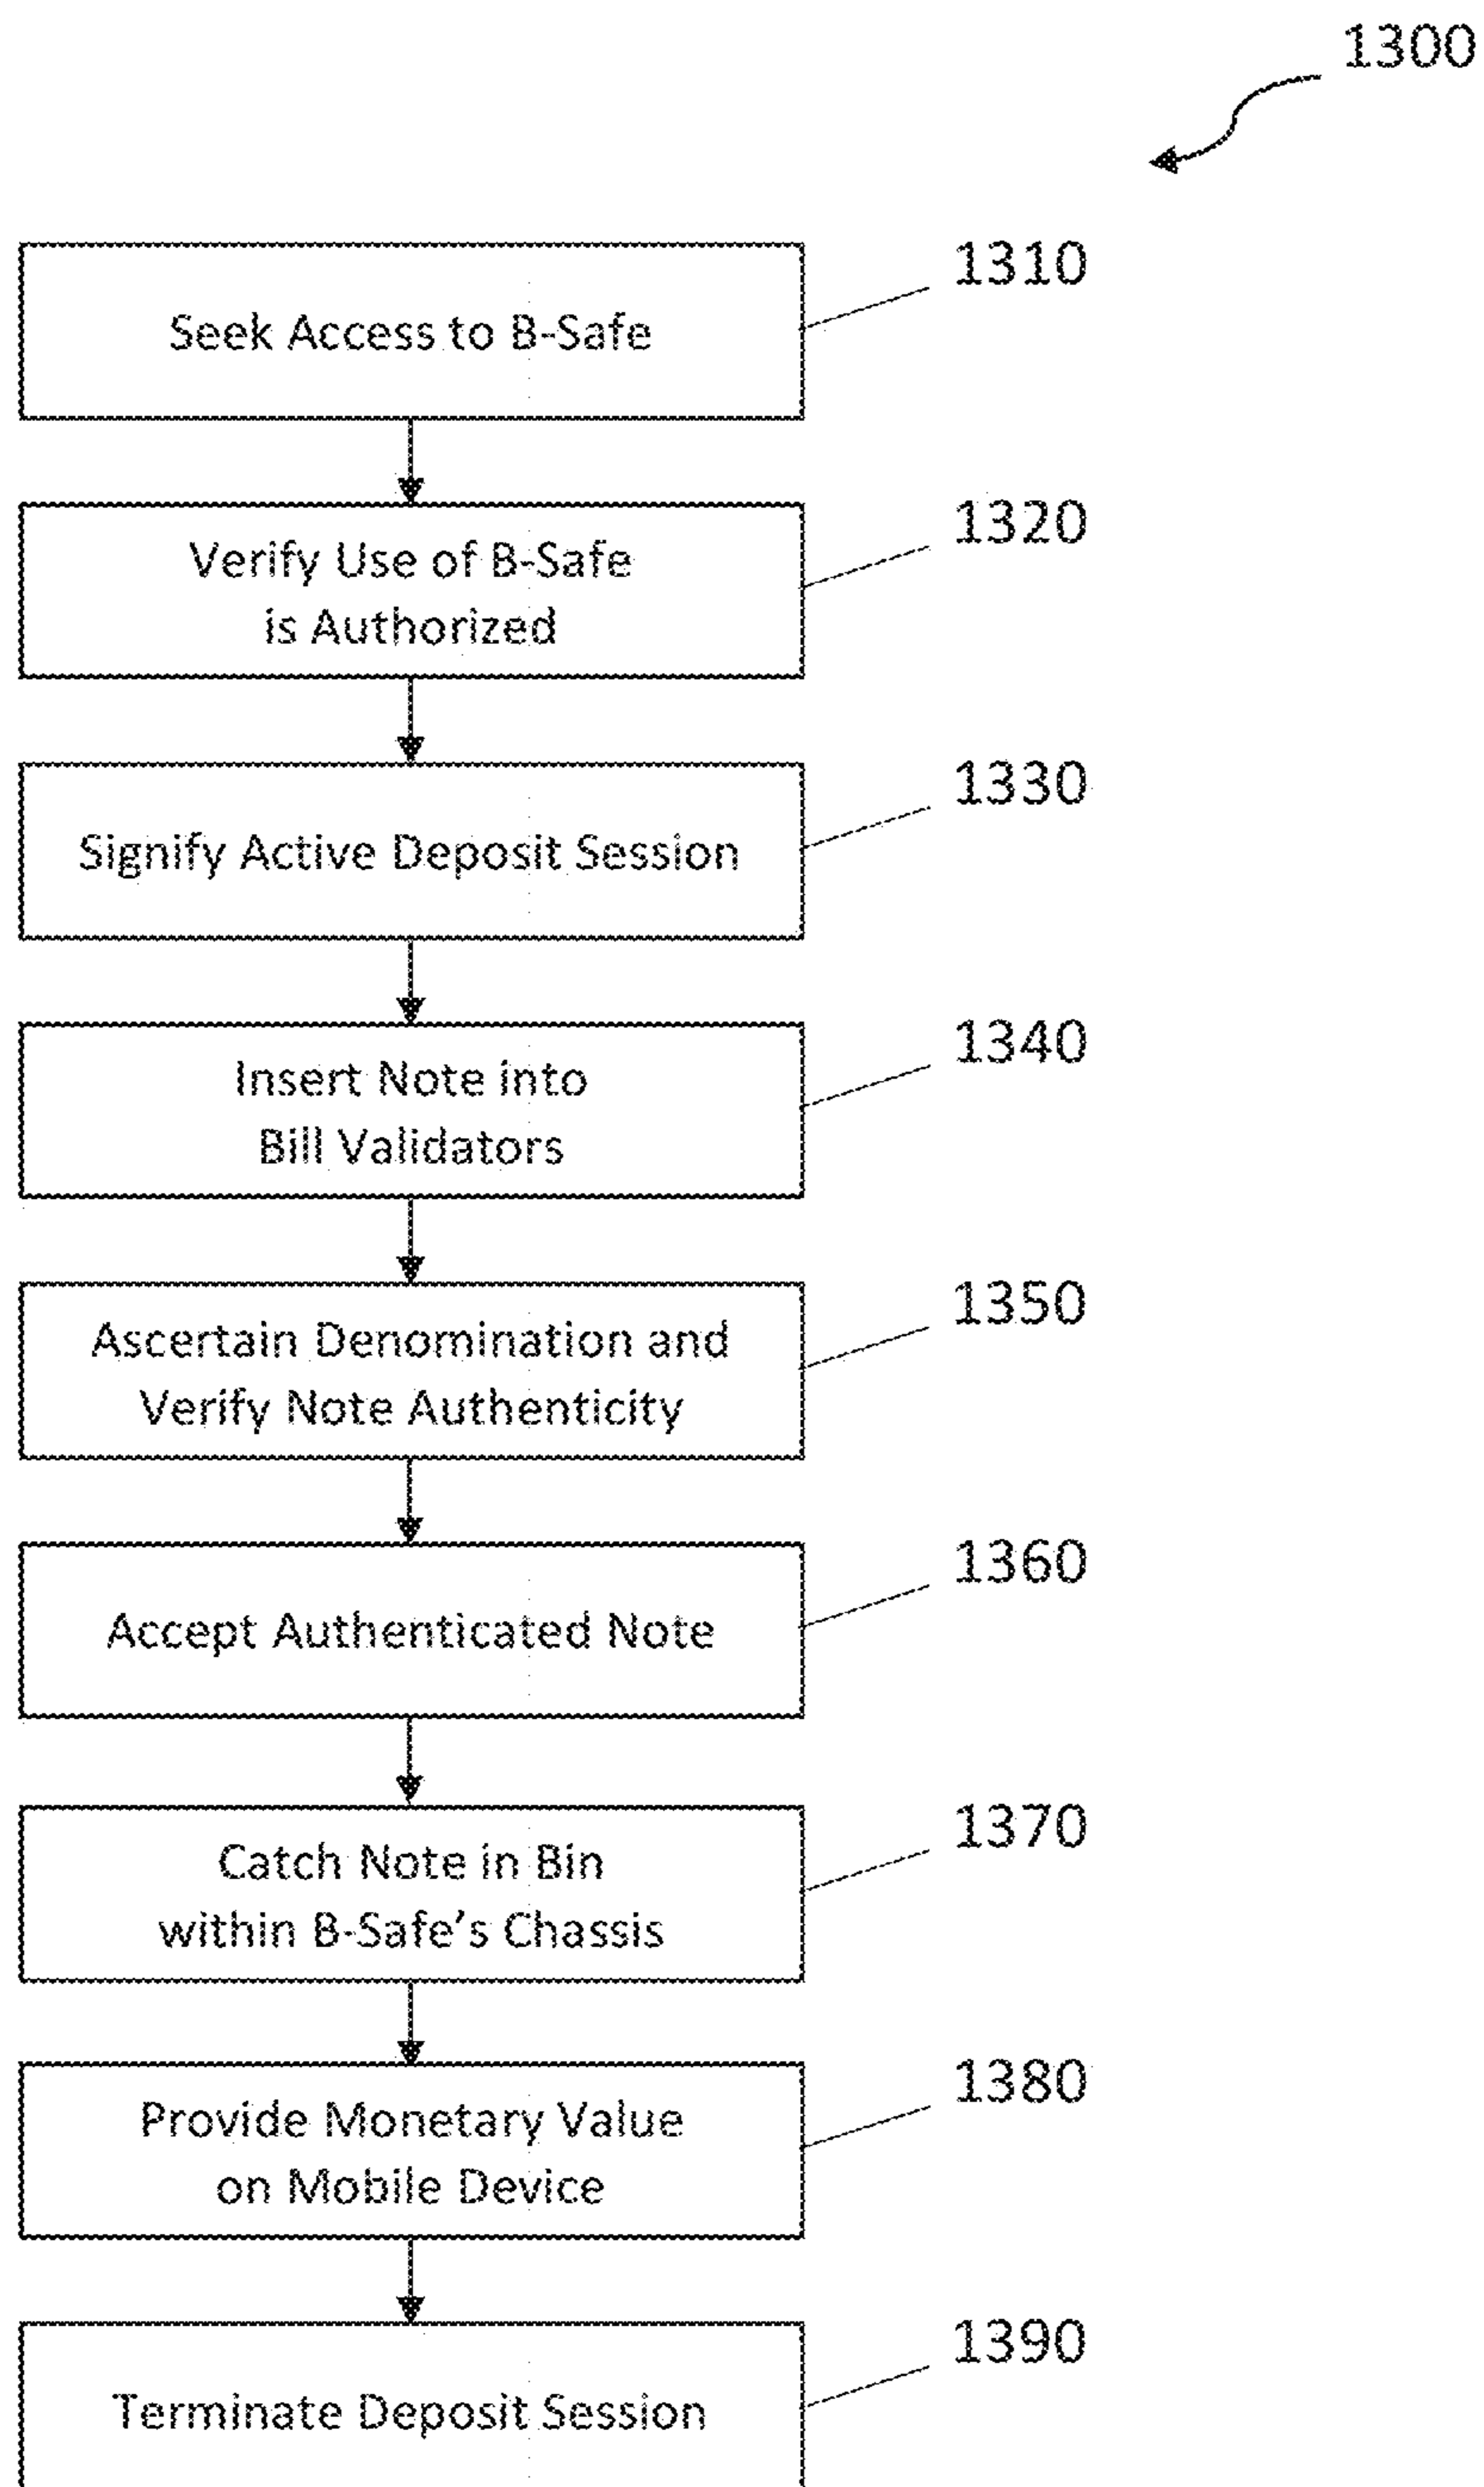 1300
1310
Seek Access to B-Safe
1320
Verify Use of B-Safe
is Authorized
1330
Signify Active Deposit Session
1340
Insert Note into
Bill Validators
1350
Ascertain Denomination and
Verify Note Authenticity
1360
Accept Authenticated Note
1370
Catch Note in Bin
within B-Safe's Chassis
1380
Provide Monetary Value
on Mobile Device
1390
Terminate Deposit Session